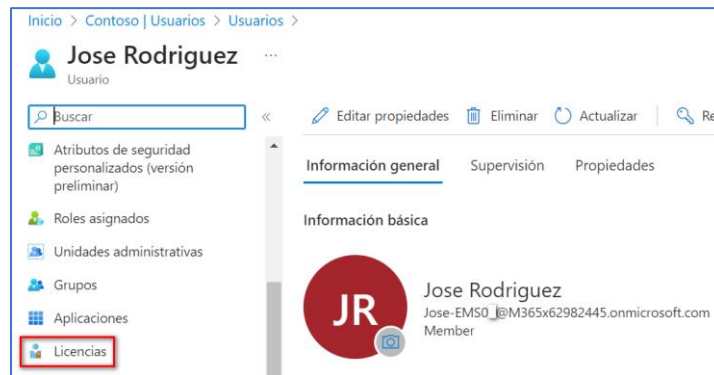 Inicio > Contoso | Usuarios > Usuarios >
Jose Rodriguez ...
Usuario
Buscar
«
Editar propiedades
Eliminar
Actualizar
Re
Atributos de seguridad
personalizados (versión
preliminar)
Roles asignados
Unidades administrativas
Grupos
Aplicaciones
Licencias
Información general
Supervisión
Propiedades
Información básica
JR
Jose Rodriguez
Jose-EMS0_@M365x62982445.onmicrosoft.com
Member